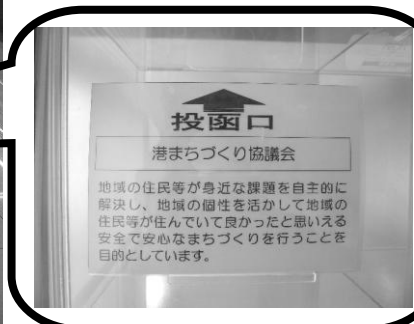 投函口
港まちづくり協議会
地域の住民等が身近な課題を自主的に
解決し、地域の個性を活かして地域の
住民等が住んでいて良かったと思いえる
安全で安心なまちづくりを行うことを
目的としています。